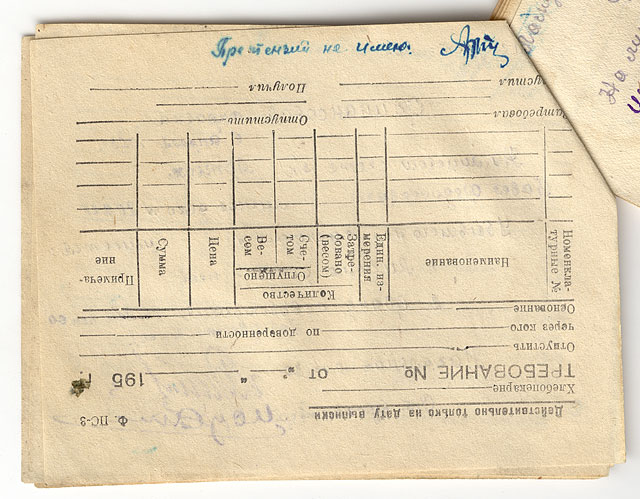 Претензий не имею.
Ф. ПС-3 Действительно только на дату выписки
Хлебопекарне
ТРЕБОВАНИЕ № от „ “ 195 г.
Отпустить
через кого по доверенности
Основание
Номенкла-турные № Наименование Един. из-мерения Затре-бовано (весом) Количество Отпущено Сче-том Ве-сом Цена Сумма Примеча-ние
Затребовал Отпустить
Отпустил Получил
На